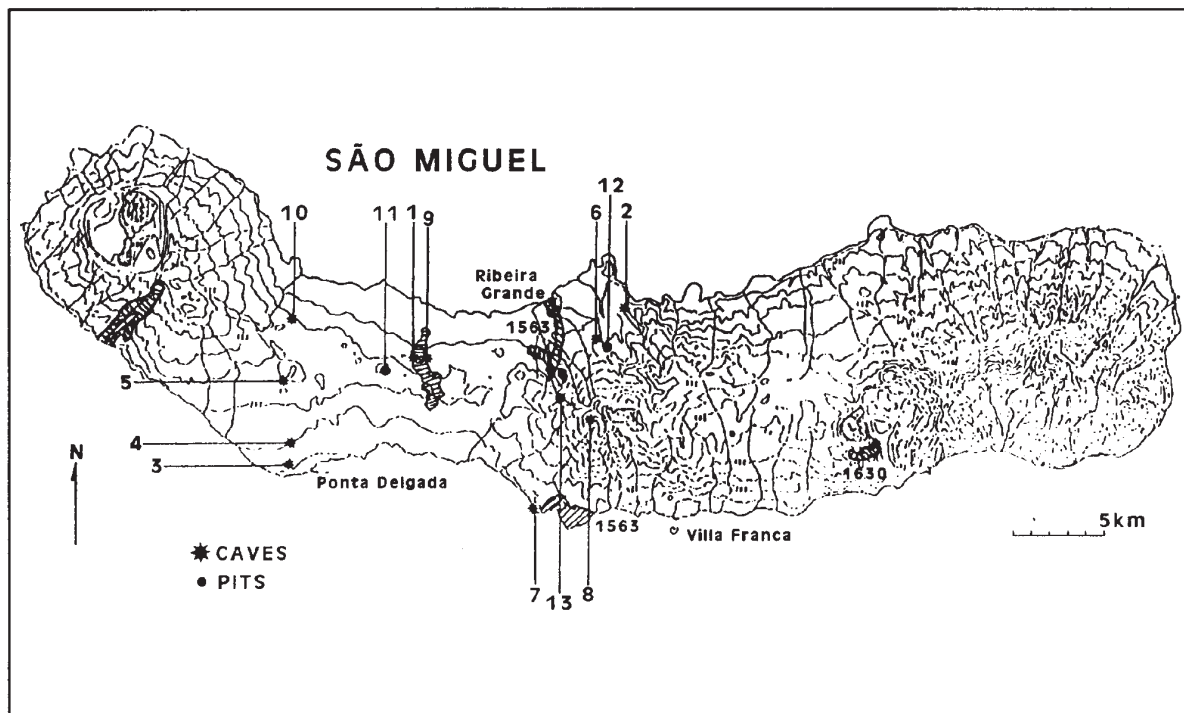 SÃO MIGUEL
12
10
11
1
9
6
2
Ribeira
Grande
1563
5
4
3
N
Ponta Delgada
1630
1563
Villa Franca
5km
CAVES
PITS
7
13
8